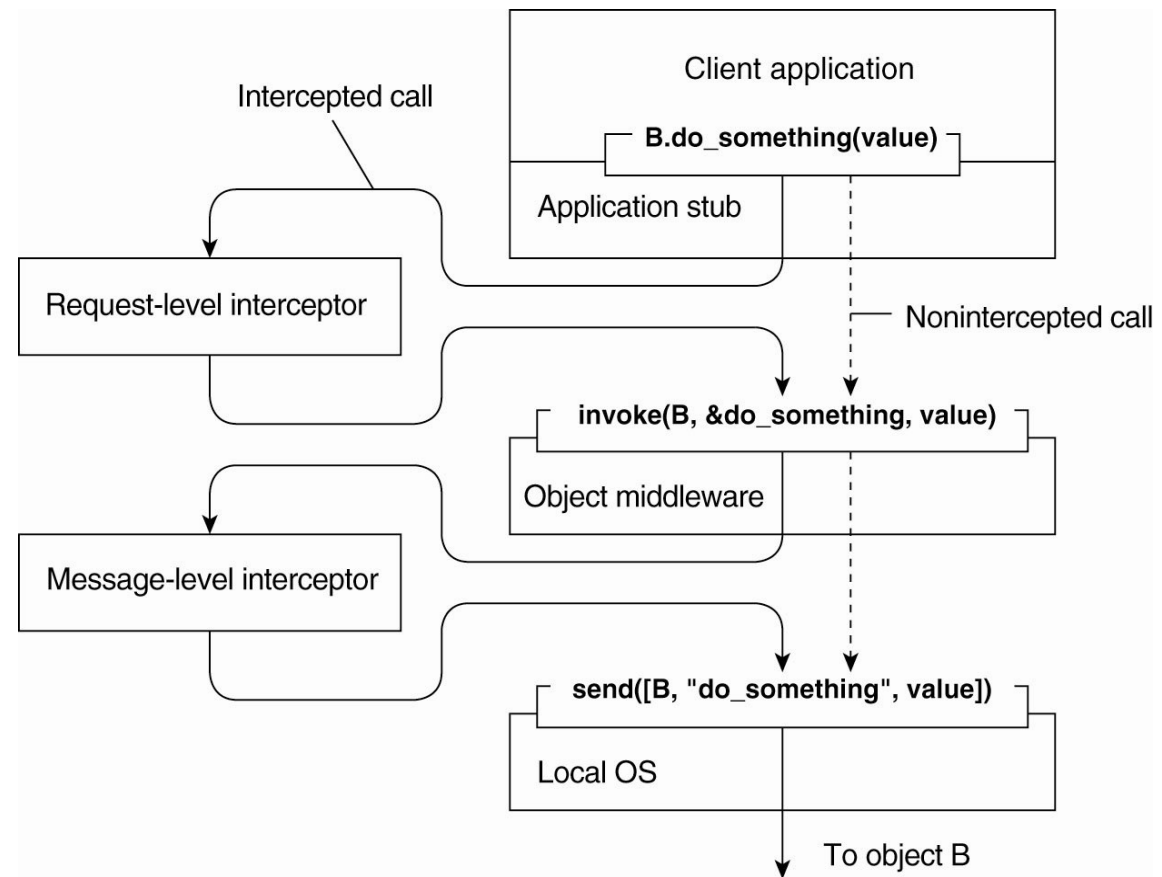 Client application
Intercepted call
B.do_something(value)
Application stub
Request-level interceptor
Nonintercepted call
invoke(B, &do_something, value)
Object middleware
Message-level interceptor
send([B, "do_something", value])
Local OS
To object B